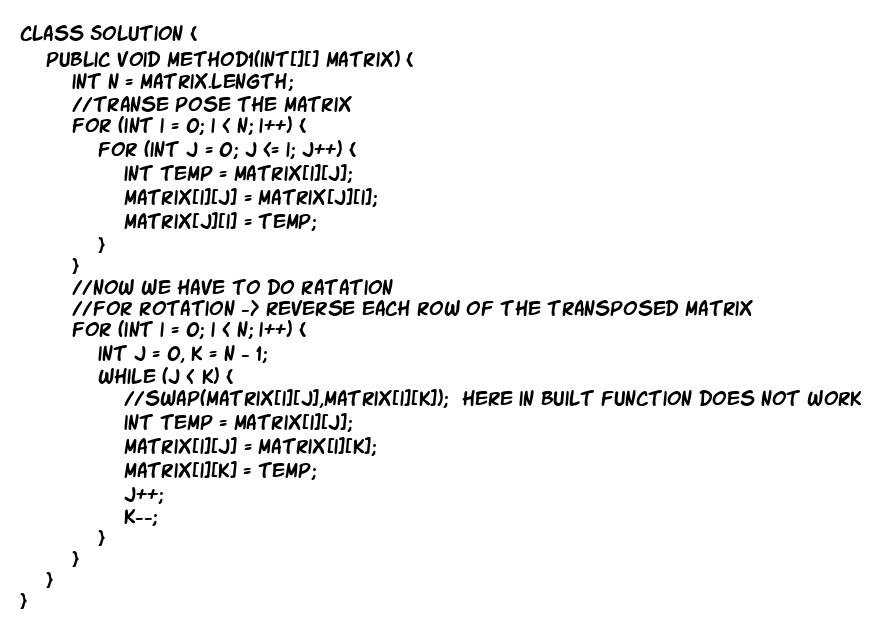 CLASS SOLUTION {
PUBLIC VOID METHOD1(INT[][] MATRIX) {
INT N = MATRIX.LENGTH;
//TRANSE POSE THE MATRIX
FOR (INT I = 0; I < N; I++) {
FOR (INT J = 0; J <= I; J++) {
INT TEMP = MATRIX[I][J];
MATRIX[I][J] = MATRIX[J][I];
MATRIX[J][I] = TEMP;
}
}
//NOW WE HAVE TO DO RATATION
//FOR ROTATION -> REVERSE EACH ROW OF THE TRANSPOSED MATRIX
FOR (INT I = 0; I < N; I++) {
INT J = 0, K = N - 1;
WHILE (J < K) {
//SWAP(MATRIX[I][J],MATRIX[I][K]); HERE IN BUILT FUNCTION DOES NOT WORK
INT TEMP = MATRIX[I][J];
MATRIX[I][J] = MATRIX[I][K];
MATRIX[I][K] = TEMP;
J++;
K--;
}
}
}
}